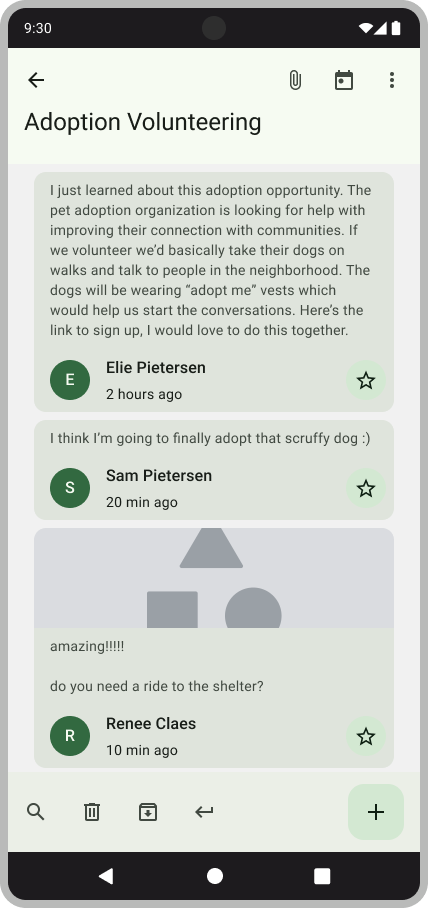 9:30
Adoption Volunteering
I just learned about this adoption opportunity. The
pet adoption organization is looking for help with
improving their connection with communities. If
we volunteer we’d basically take their dogs on
walks and talk to people in the neighborhood. The
dogs will be wearing “adopt me” vests which
would help us start the conversations. Here’s the
link to sign up, I would love to do this together.
E
Elie Pietersen
2 hours ago
I think I’m going to finally adopt that scruffy dog :)
S
Sam Pietersen
20 min ago
amazing!!!!!
do you need a ride to the shelter?
R
Renee Claes
10 min ago